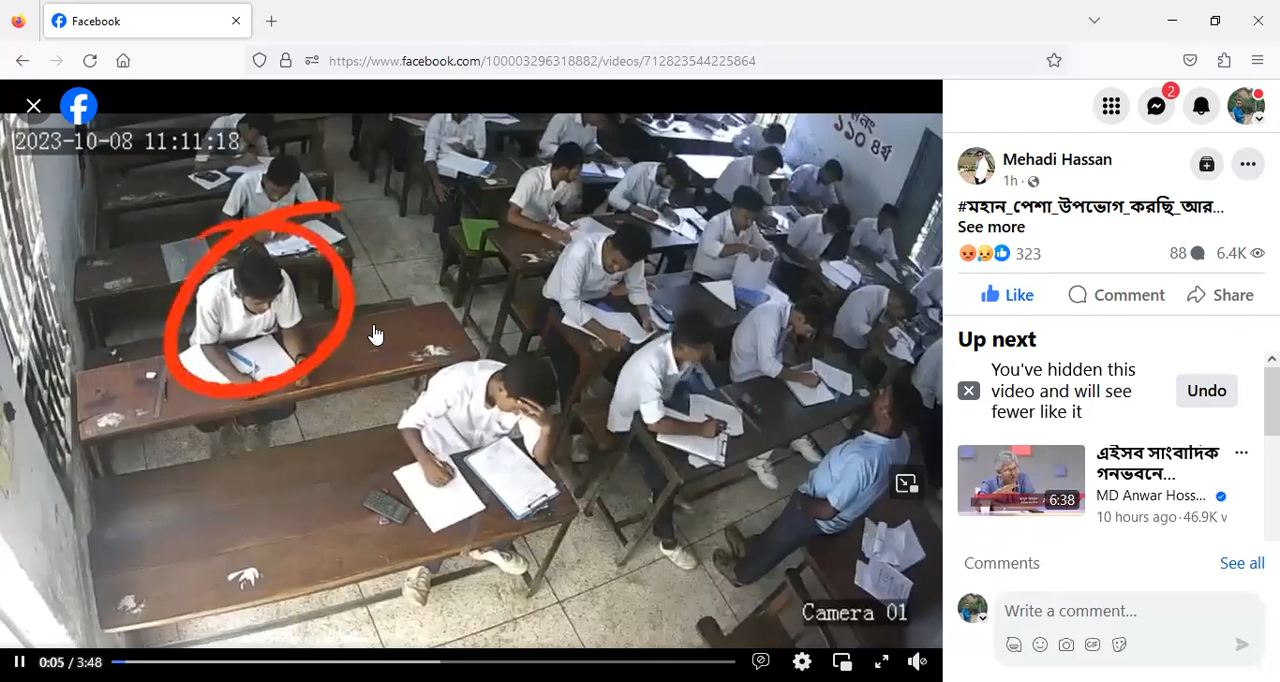 Facebook
https://www.facebook.com/100003296318882/videos/712823544225864
2
2023-10-08 11:11:18
১১০ ৪র্থ
Mehadi Hassan
1h
#মহান_পেশা_উপভোগ_করছি_আর...
See more
323
88
6.4K
Like
Comment
Share
Up next
You've hidden this
video and will see
fewer like it
Undo
এইসব সাংবাদিক
গনভবনে...
6:38
MD Anwar Hoss...
10 hours ago · 46.9K v
Comments
See all
Write a comment...
GIF
Camera 01
0:05 / 3:48